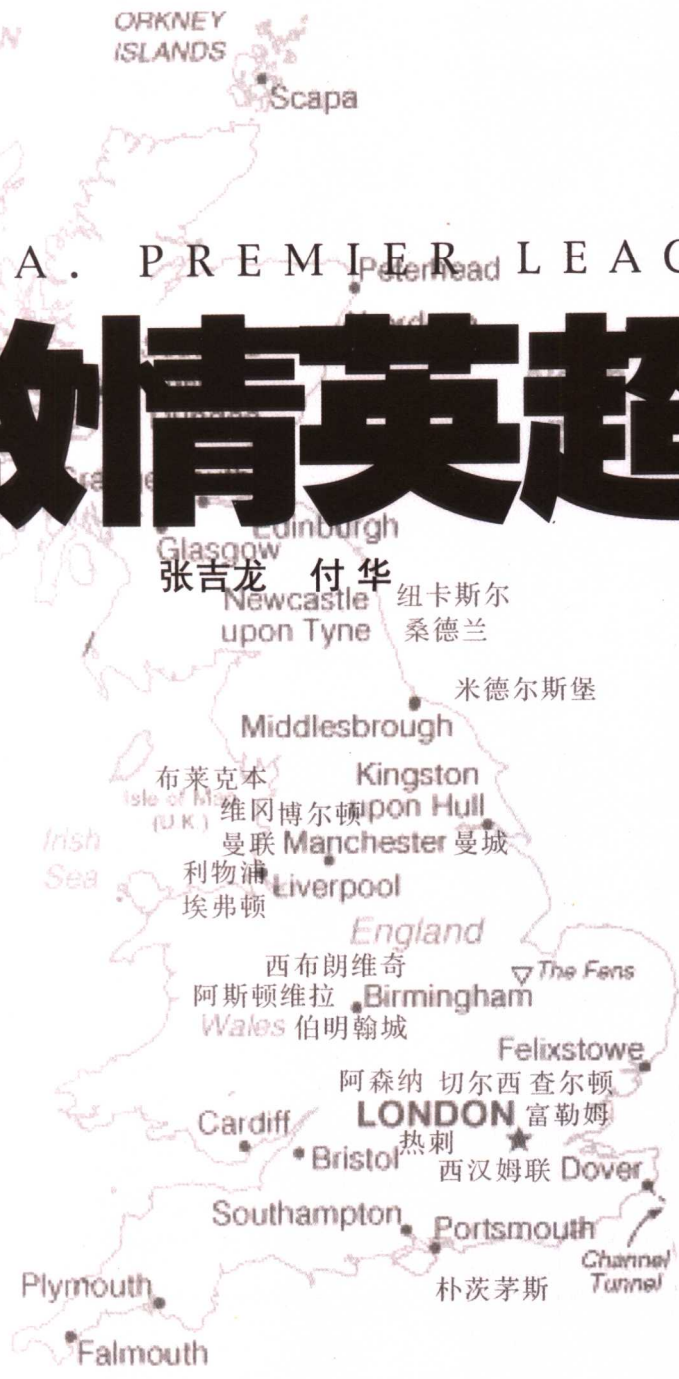 ORKNEY
ISLANDS
Scapa
A. PREMIER LEAG
Peterhead
激情英超
Edinburgh
Glasgow
张吉龙 付华
Newcastle 纽卡斯尔
upon Tyne 桑德兰
米德尔斯堡
Middlesbrough
布莱克本 Kingston
Isle of Man
维冈 博尔顿 upon Hull
(U.K.)
Irish
曼联 Manchester 曼城
Sea
利物浦 Liverpool
埃弗顿
England
西布朗维奇 The Fens
阿斯顿维拉 Birmingham
Wales 伯明翰城
Felixstowe
阿森纳 切尔西 查尔顿
Cardiff LONDON 富勒姆
Bristol 热刺
西汉姆联 Dover
Southampton Portsmouth
Channel
Tunnel
Plymouth 朴茨茅斯
Falmouth